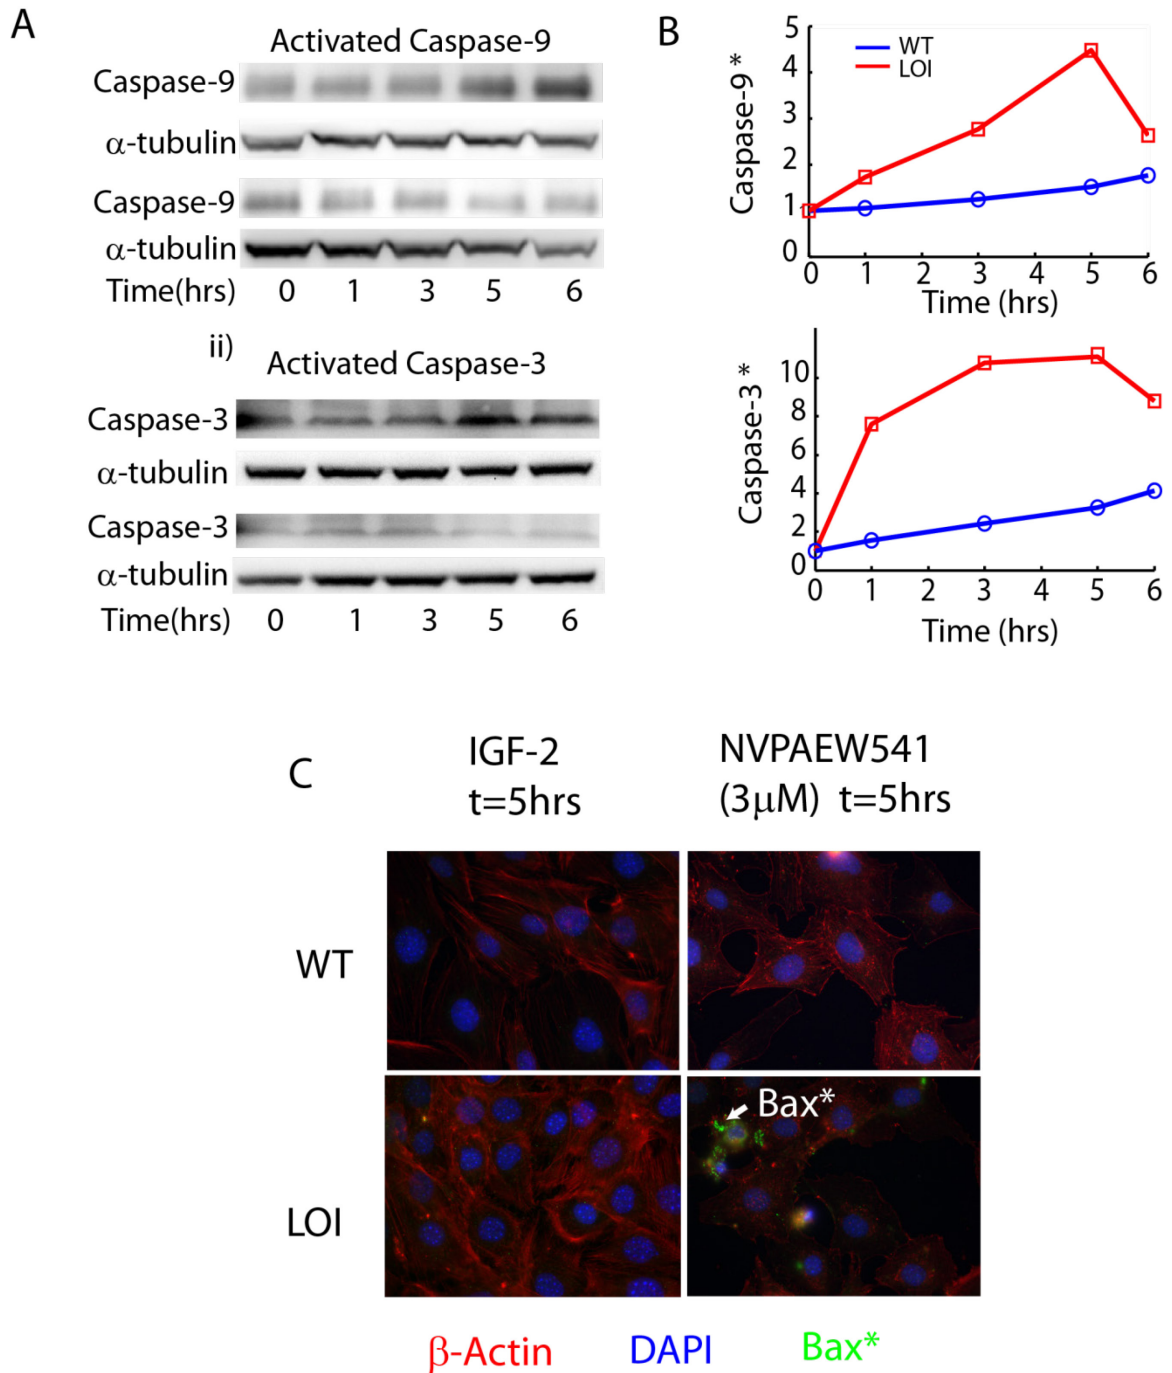 A
Activated Caspase-9
Caspase-9
α-tubulin
Caspase-9
α-tubulin
Time(hrs) 0 1 3 5 6
ii)
Activated Caspase-3
Caspase-3
α-tubulin
Caspase-3
α-tubulin
Time(hrs) 0 1 3 5 6
B
Caspase-9 *
5
4
3
2
1
0
WT
LOI
0 1 2 3 4 5 6
Time (hrs)
Caspase-3 *
10
8
6
4
2
0
0 1 2 3 4 5 6
Time (hrs)
C
IGF-2
t=5hrs
NVPAEW541
(3μM) t=5hrs
WT
LOI
Bax*
β-Actin DAPI Bax*